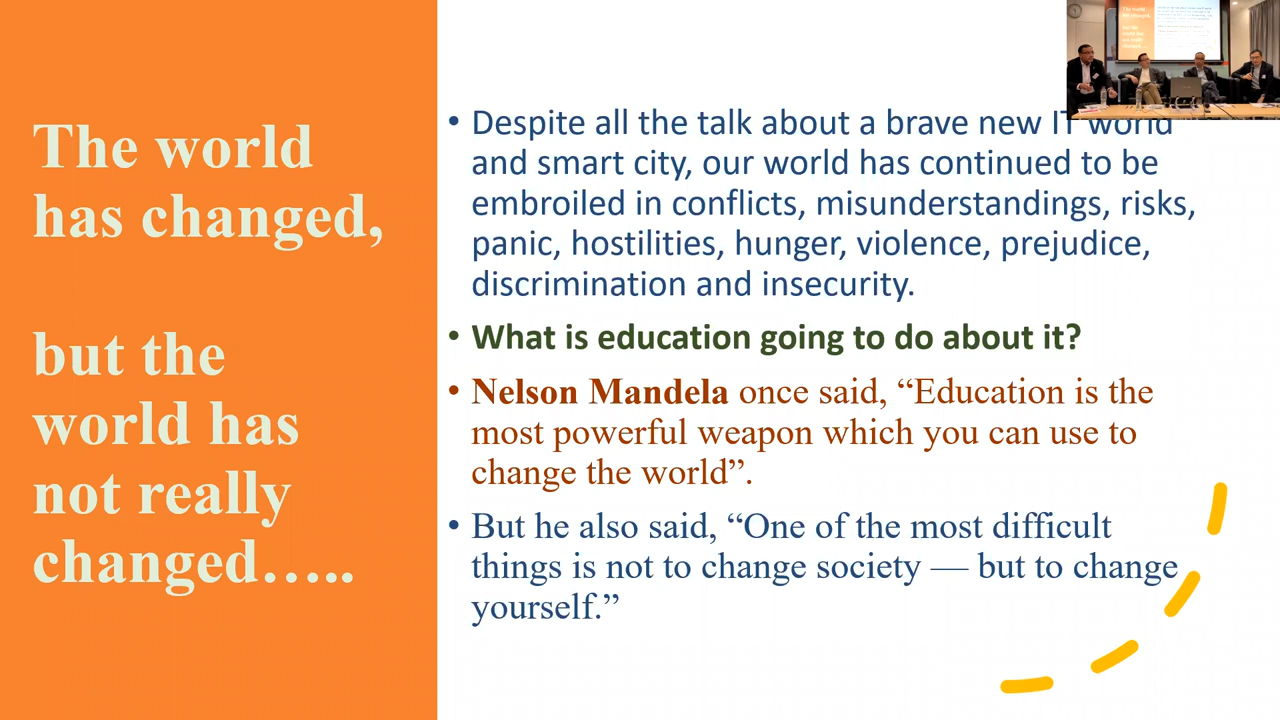 The world
has changed,
but the
world has
not really
changed…..
• Despite all the talk about a brave new IT world
and smart city, our world has continued to be
embroiled in conflicts, misunderstandings, risks,
panic, hostilities, hunger, violence, prejudice,
discrimination and insecurity.
• What is education going to do about it?
• Nelson Mandela once said, “Education is the
most powerful weapon which you can use to
change the world”.
• But he also said, “One of the most difficult
things is not to change society — but to change
yourself.”